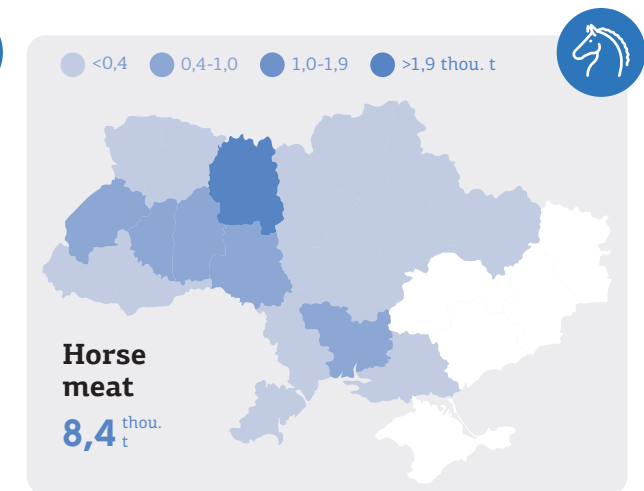 <0,4 0,4-1,0 1,0-1,9 >1,9 thou. t
Horse
meat
8,4 thou.
t